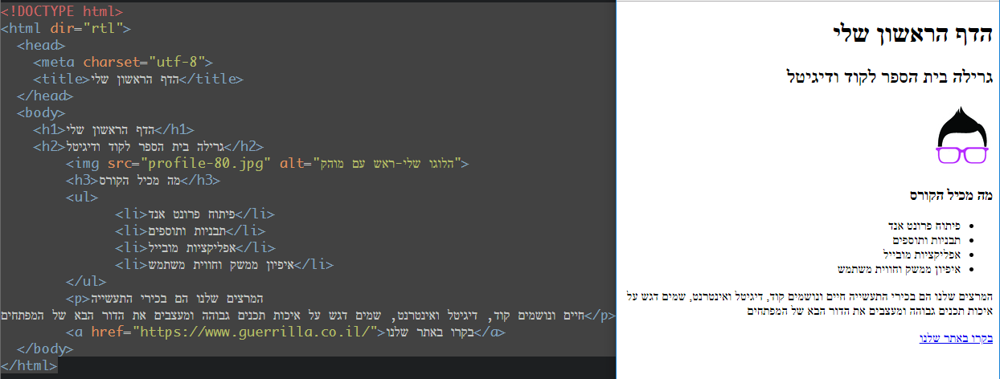 <!DOCTYPE html>
<html dir="rtl">
<head>
<meta charset="utf-8">
<title>הדף הראשון שלי</title>
</head>
<body>
<h1>הדף הראשון שלי</h1>
<h2>גרילה בית הספר לקוד ודיגיטל</h2>
<img src="profile-80.jpg" alt="הלוגו שלי-ראש עם מוהק">
<h3>מה מכיל הקורס</h3>
<ul>
<li>פיתוח פרונט אנד</li>
<li>תבניות ותוספים</li>
<li>אפליקציות מובייל</li>
<li>איפיון ממשק וחווית משתמש</li>
</ul>
<p>המרצים שלנו הם בכירי התעשייה
חיים ונושמים קוד, דיגיטל ואינטרנט, שמים דגש על איכות תכנים גבוהה ומעצבים את הדור הבא של המפתחים</p>
<a href="https://www.guerrilla.co.il/">בקרו באתר שלנו</a>
</body>
</html>
הדף הראשון שלי
גרילה בית הספר לקוד ודיגיטל
מה מכיל הקורס
• פיתוח פרונט אנד
• תבניות ותוספים
• אפליקציות מובייל
• איפיון ממשק וחווית משתמש
המרצים שלנו הם בכירי התעשייה חיים ונושמים קוד, דיגיטל ואינטרנט, שמים דגש על
איכות תכנים גבוהה ומעצבים את הדור הבא של המפתחים
בקרו באתר שלנו